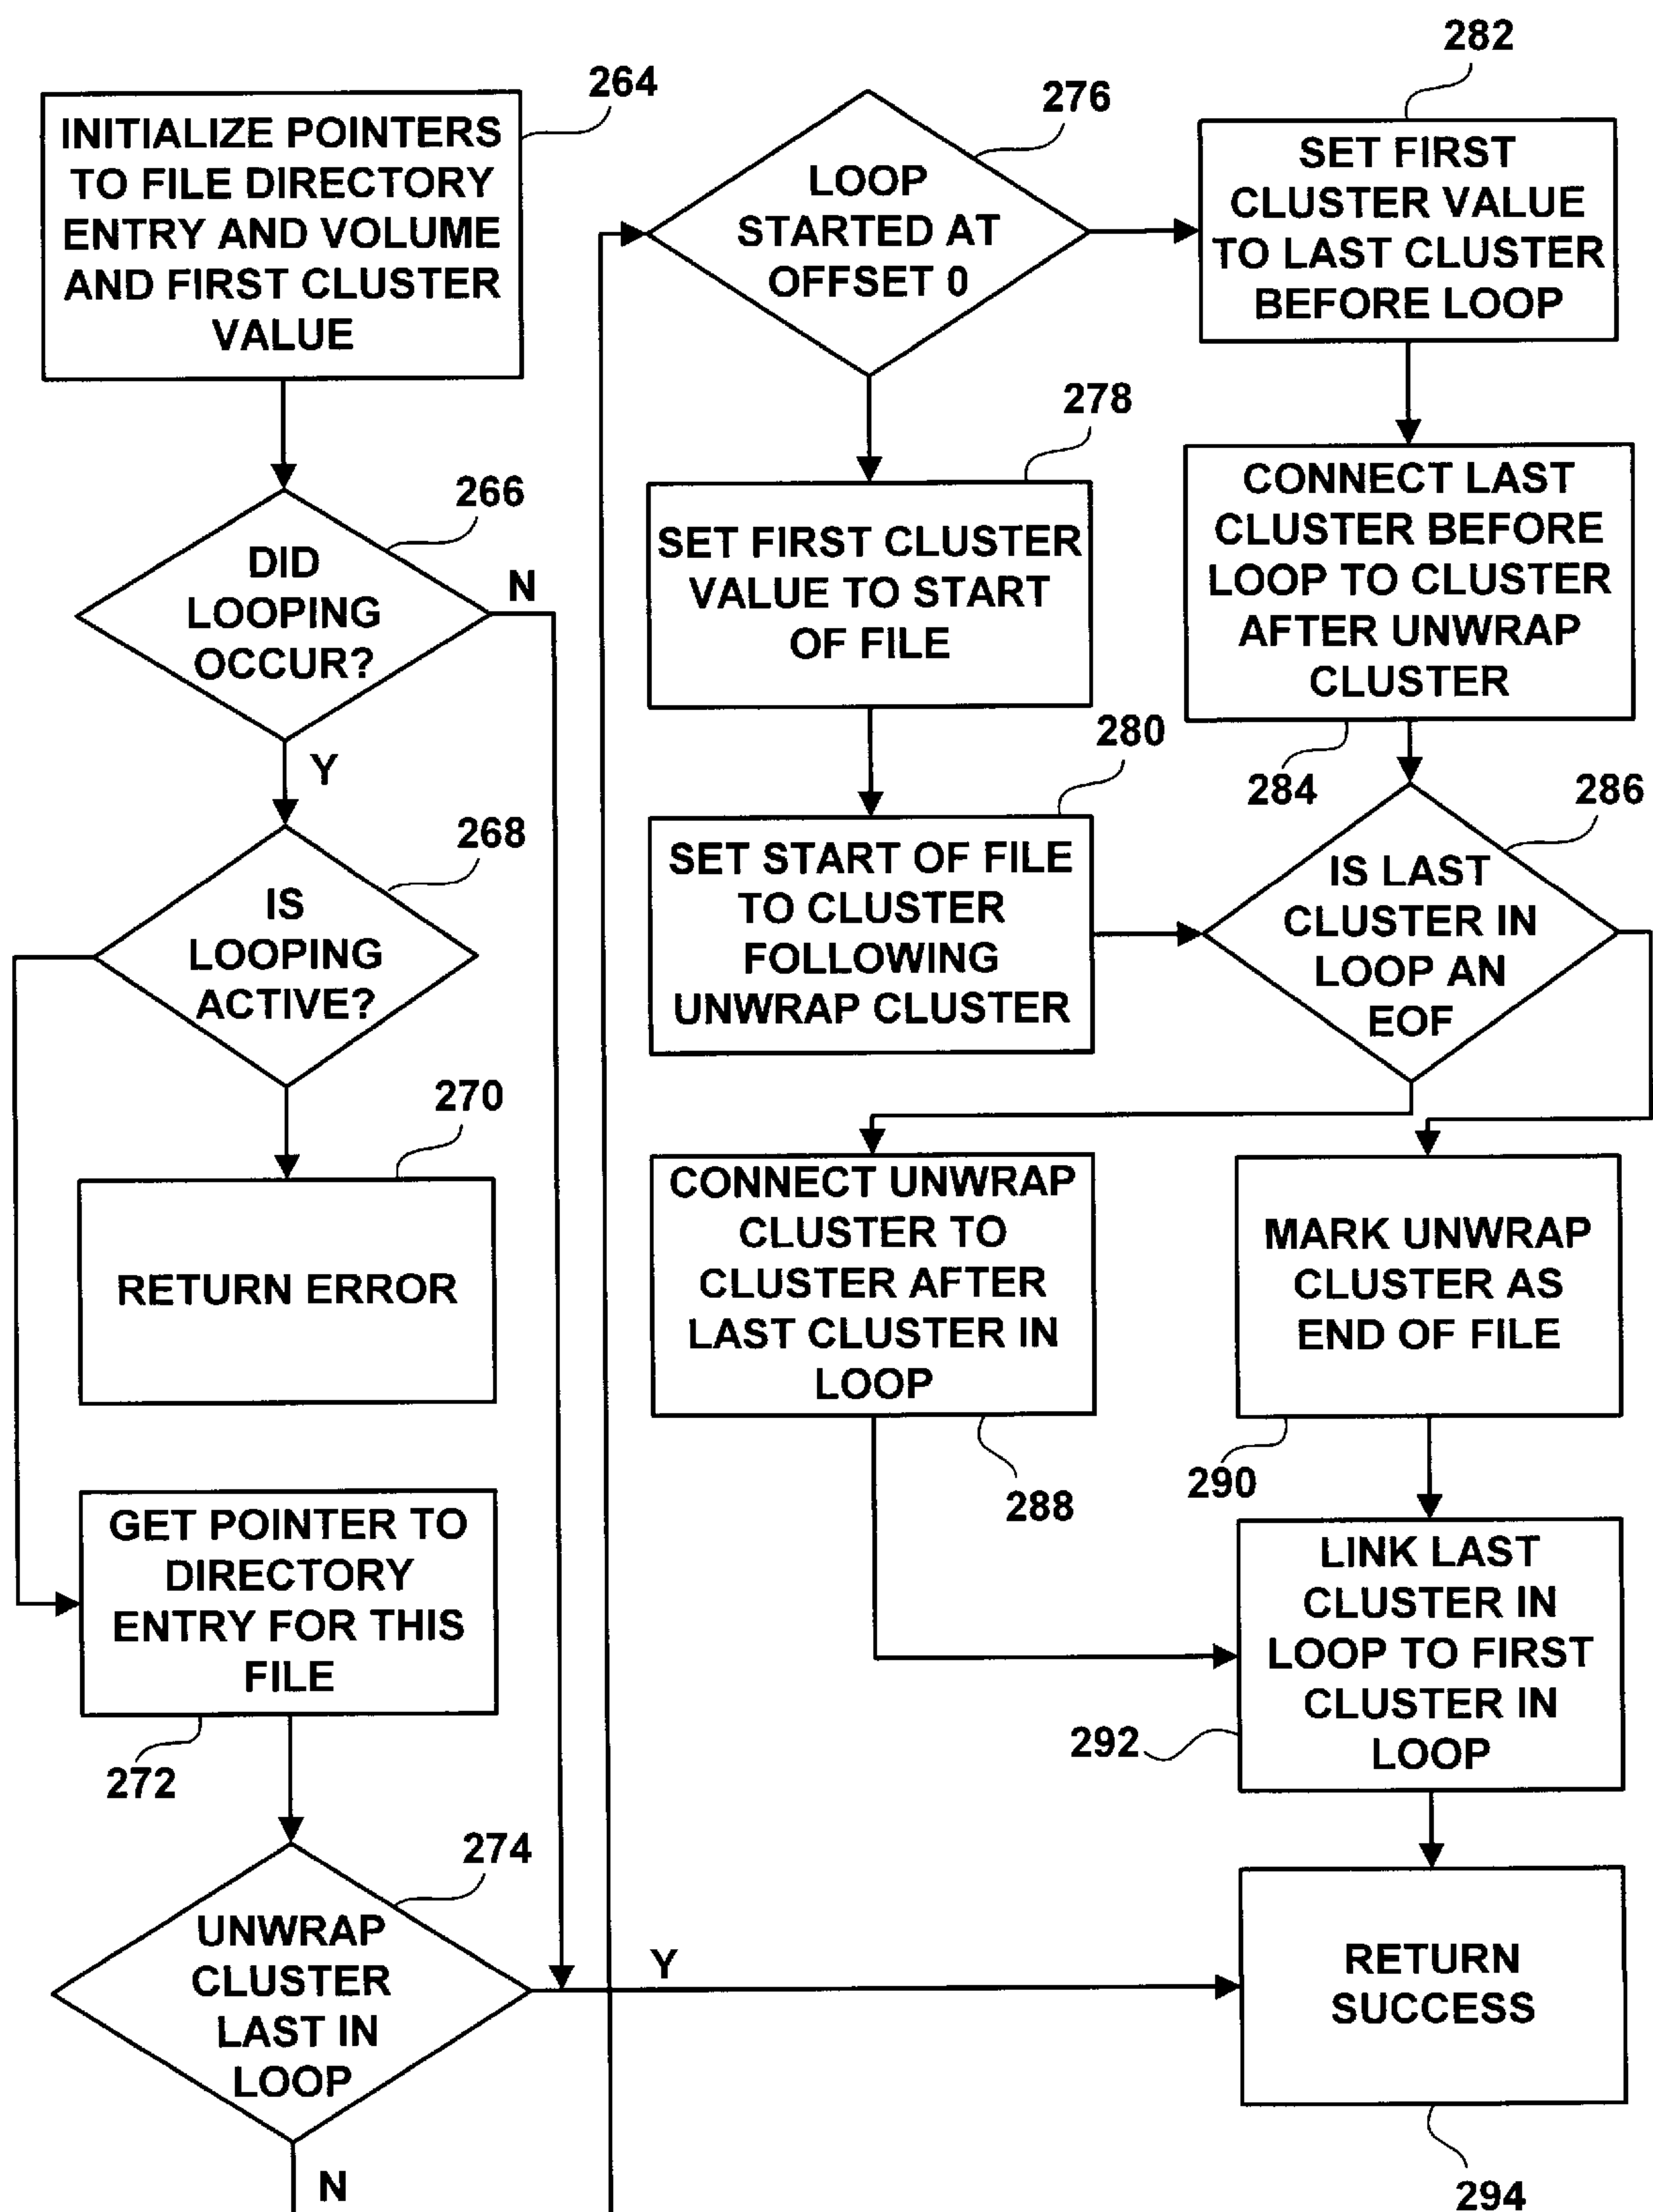 264
INITIALIZE POINTERS
TO FILE DIRECTORY
ENTRY AND VOLUME
AND FIRST CLUSTER
VALUE
266
DID
LOOPING
OCCUR?
N
Y
268
IS
LOOPING
ACTIVE?
270
RETURN ERROR
GET POINTER TO
DIRECTORY
ENTRY FOR THIS
FILE
272
274
UNWRAP
CLUSTER
LAST IN
LOOP
Y
N
276
LOOP
STARTED AT
OFFSET 0
278
SET FIRST CLUSTER
VALUE TO START
OF FILE
280
SET START OF FILE
TO CLUSTER
FOLLOWING
UNWRAP CLUSTER
282
SET FIRST
CLUSTER VALUE
TO LAST CLUSTER
BEFORE LOOP
CONNECT LAST
CLUSTER BEFORE
LOOP TO CLUSTER
AFTER UNWRAP
CLUSTER
284
286
IS LAST
CLUSTER IN
LOOP AN
EOF
CONNECT UNWRAP
CLUSTER TO
CLUSTER AFTER
LAST CLUSTER IN
LOOP
288
MARK UNWRAP
CLUSTER AS
END OF FILE
290
LINK LAST
CLUSTER IN
LOOP TO FIRST
CLUSTER IN
LOOP
292
RETURN
SUCCESS
294